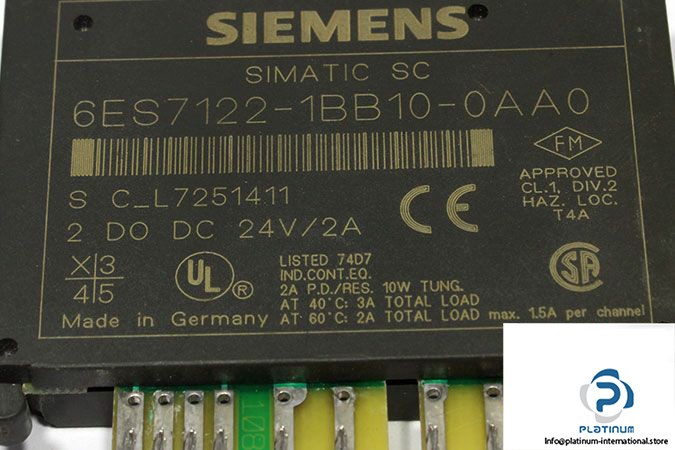 SIEMENS
SIMATIC SC
6ES7122-1BB10-0AA0
FM
APPROVED
CL.1, DIV.2
HAZ. LOC.
T4A
S C_L7251411
2 DO DC 24V/2A
CE
X 3
4 5
UL ®
LISTED 74D7
IND.CONT.EQ.
2A P.D./RES. 10W TUNG.
AT 40°C: 3A TOTAL LOAD
AT 60°C: 2A TOTAL LOAD max. 1.5A per channel
SA
Made in Germany
108
PLATINUM
Info@platinum-international.store